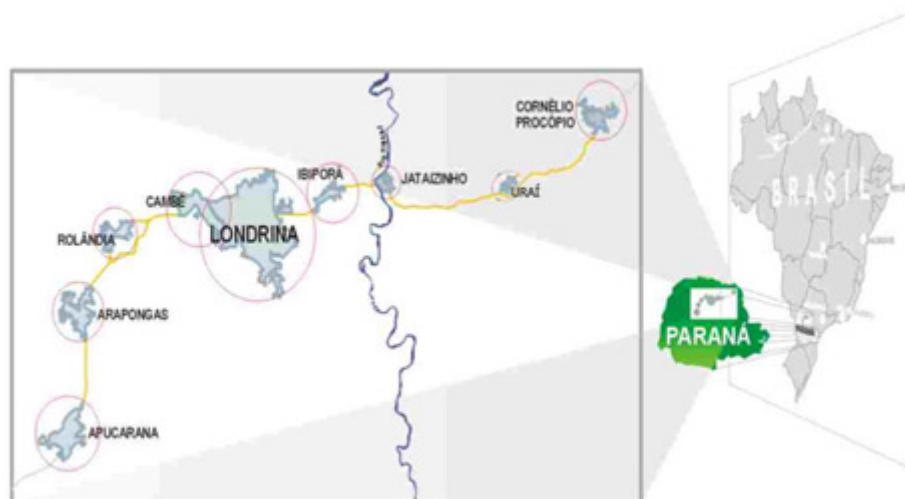 CORNÉLIO
PROCÓPIO
IBIPORÃ
JATAIZINHO
URAÍ
CAMBÉ
LONDRINA
ROLÂNDIA
ARAPONGAS
APUCARANA
BRASIL
PARANÁ